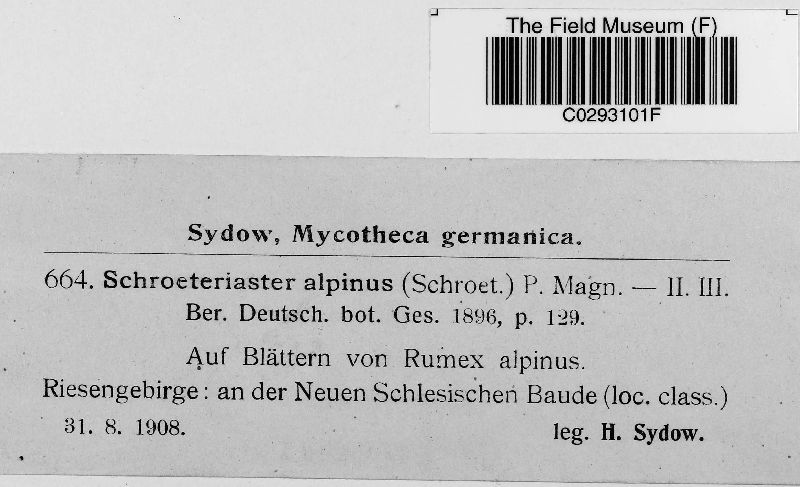 The Field Museum (F)
C0293101F
Sydow, Mycotheca germanica.
664. Schroeteriaster alpinus (Schroet.) P. Magn. — II. III.
Ber. Deutsch. bot. Ges. 1896, p. 129.
Auf Blättern von Rumex alpinus.
Riesengebirge: an der Neuen Schlesischen Baude (loc. class.)
31. 8. 1908. leg. H. Sydow.